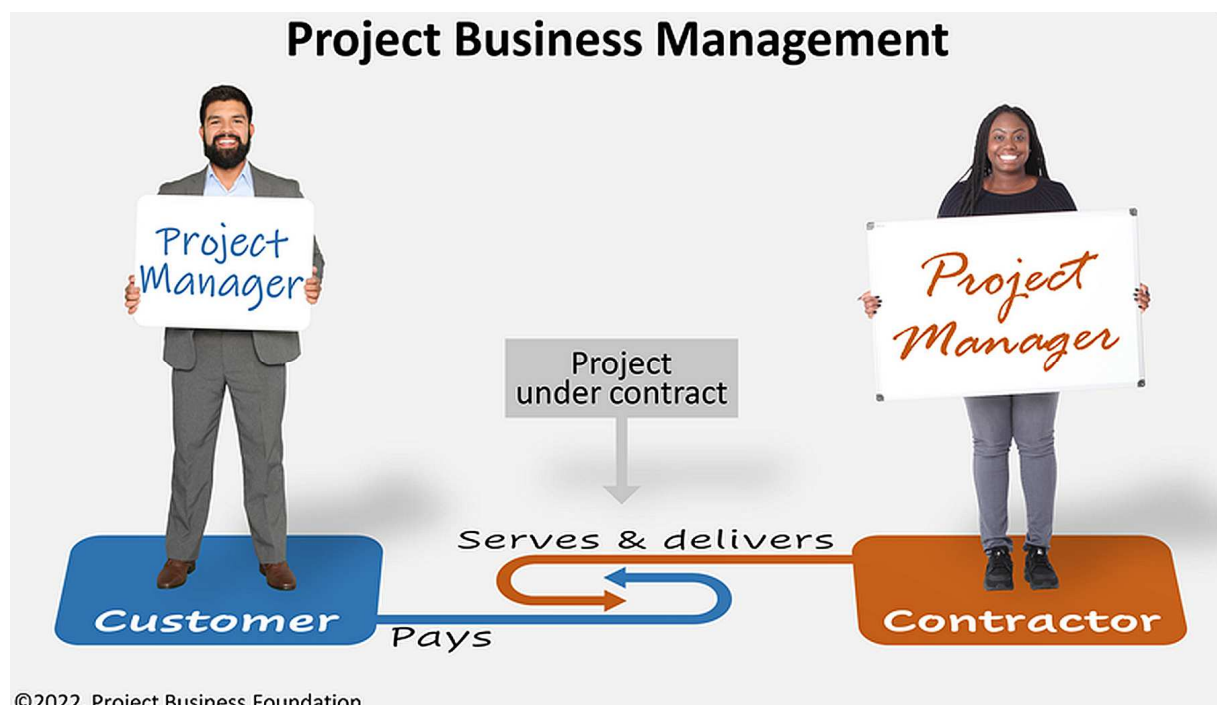 Project Business Management
Project
Manager
Project
Manager
Project
under contract
Serves & delivers
Customer
Pays
Contractor
©2022, Project Business Foundation